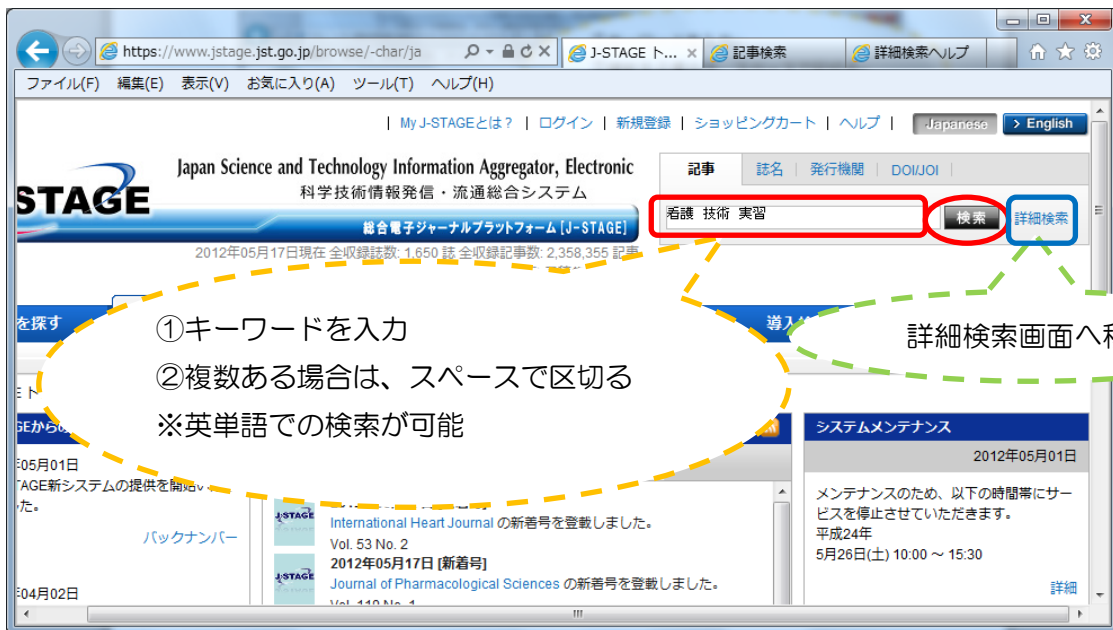 https://www.jstage.jst.go.jp/browse/-char/ja
J-STAGE ト...
記事検索
詳細検索ヘルプ
ファイル(F) 編集(E) 表示(V) お気に入り(A) ツール(T) ヘルプ(H)
| My J-STAGEとは? | ログイン | 新規登録 | ショッピングカート | ヘルプ | Japanese > English
Japan Science and Technology Information Aggregator, Electronic
科学技術情報発信・流通総合システム
STAGE
総合電子ジャーナルプラットフォーム [J-STAGE]
2012年05月17日現在 全収録誌数: 1,650 誌 全収録記事数: 2,358,355 記事
記事 誌名 | 発行機関 | DOI/JOI |
看護 技術 実習
検索
詳細検索
を探す
導入
①キーワードを入力
②複数ある場合は、スペースで区切る
※英単語での検索が可能
詳細検索画面へ
05月01日
TAGE新システムの提供を開始い
た。
バックナンバー
04月02日
J-STAGE
International Heart Journal の新着号を登載しました。
Vol. 53 No. 2
2012年05月17日 [新着号]
J-STAGE
Journal of Pharmacological Sciences の新着号を登載しました。
システムメンテナンス
2012年05月01日
メンテナンスのため、以下の時間帯にサー
ビスを停止させていただきます。
平成24年
5月26日(土) 10:00 ~ 15:30
詳細